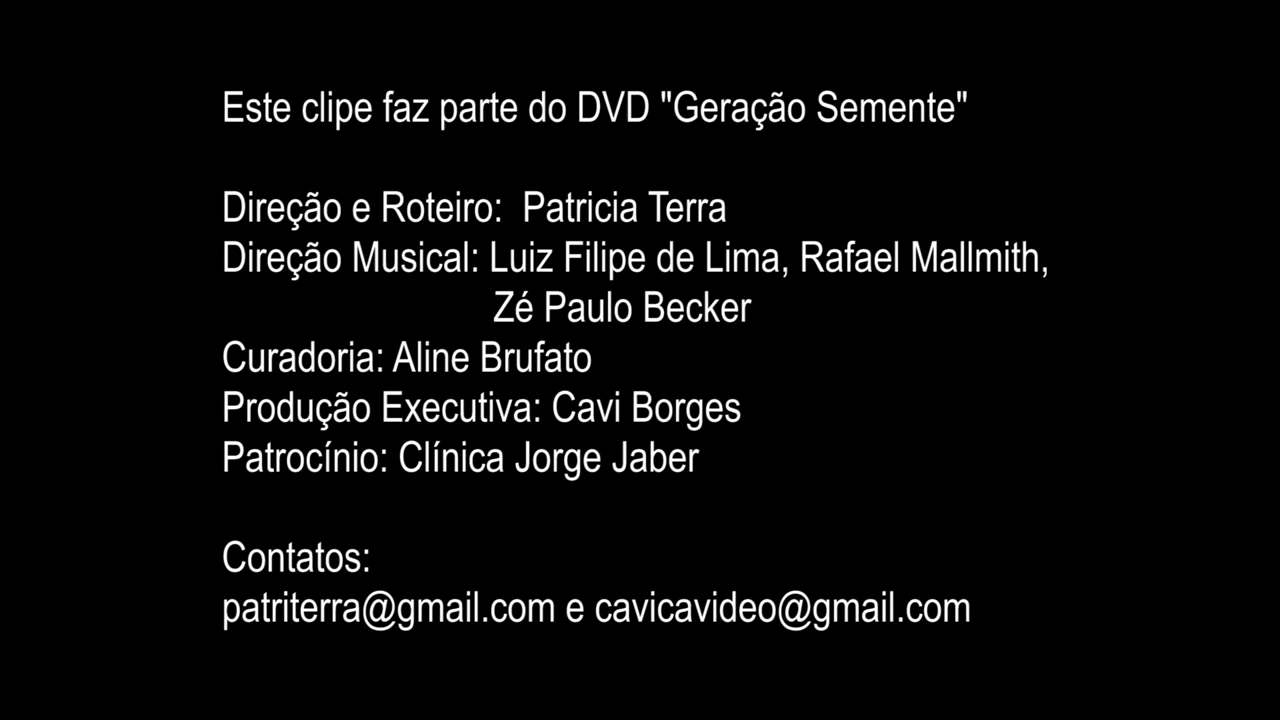 Este clipe faz parte do DVD "Geração Semente"
Direção e Roteiro: Patricia Terra
Direção Musical: Luiz Filipe de Lima, Rafael Mallmith,
Zé Paulo Becker
Curadoria: Aline Brufato
Produção Executiva: Cavi Borges
Patrocínio: Clínica Jorge Jaber
Contatos:
patriterra@gmail.com e cavicavideo@gmail.com